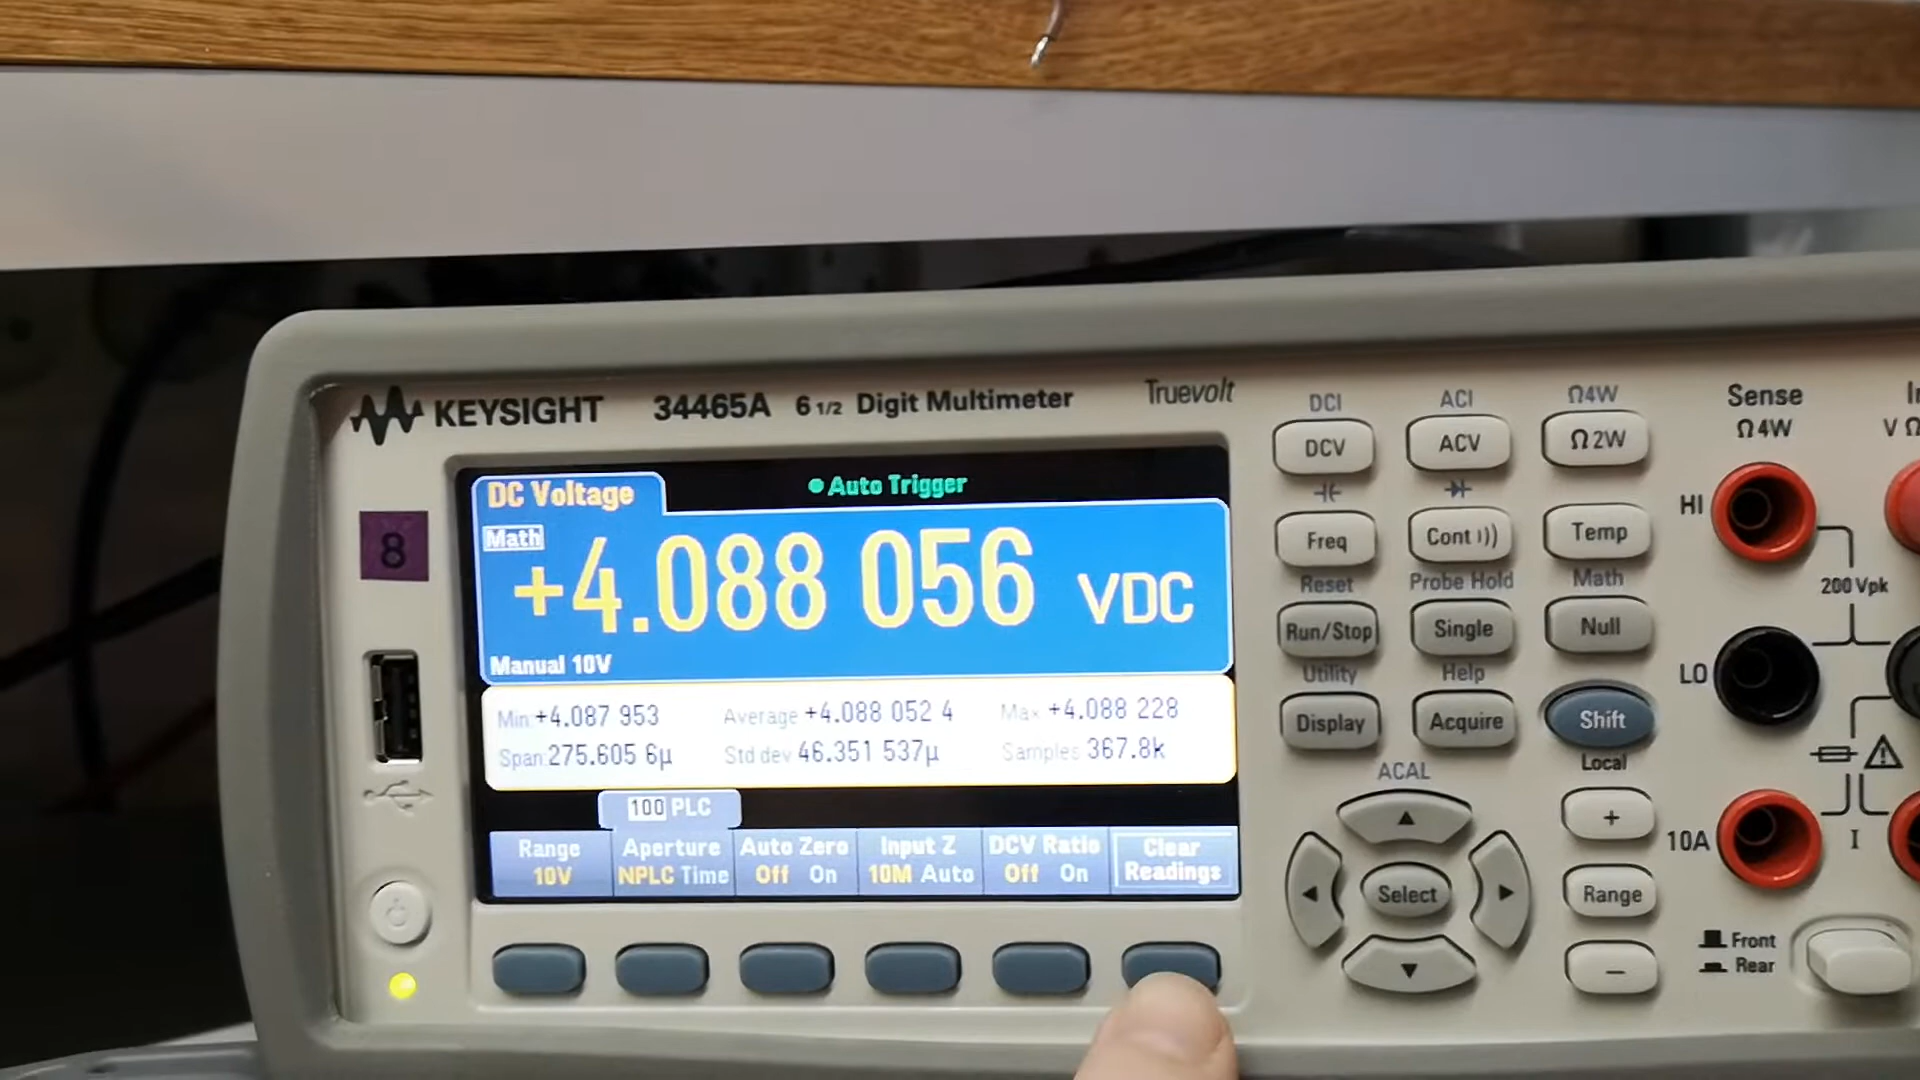 KEYSIGHT 34465A 6 1/2 Digit Multimeter Truevolt
8
DC Voltage
Auto Trigger
Math
+4.088 056 VDC
Manual 10V
Min +4.087 953 Average +4.088 052 4 Max +4.088 228
Span 275.605 6µ Std dev 46.351 537µ Samples 367.8k
100 PLC
Range 10V
Aperture NPLC Time
Auto Zero Off On
Input Z 10M Auto
DCV Ratio Off On
Clear Readings
DCI ACI Ω4W
DCV ACV Ω2W
Freq Cont Temp
Reset Probe Hold Math
Run/Stop Single Null
Utility Help
Display Acquire Shift
Local
ACAL
+
Select Range
−
Sense
Ω4W
V Ω
HI
200 Vpk
LO
10A I
Front
Rear